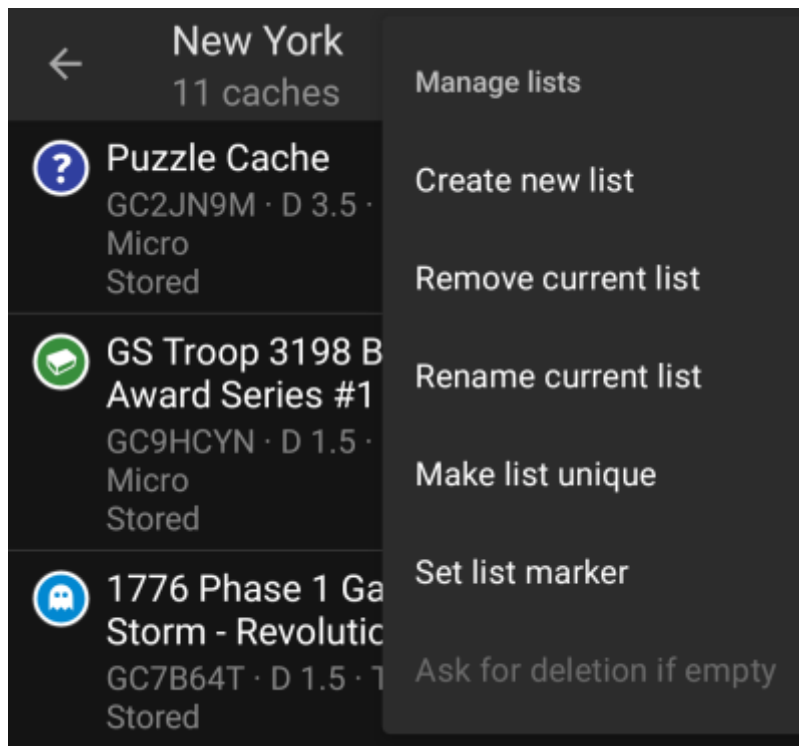 New York
11 caches
?
Puzzle Cache
GC2JN9M · D 3.5 ·
Micro
Stored
GS Troop 3198 B
Award Series #1
GC9HCYN · D 1.5 ·
Micro
Stored
1776 Phase 1 Ga
Storm - Revolutic
GC7B64T · D 1.5 · T
Stored
Manage lists
Create new list
Remove current list
Rename current list
Make list unique
Set list marker
Ask for deletion if empty